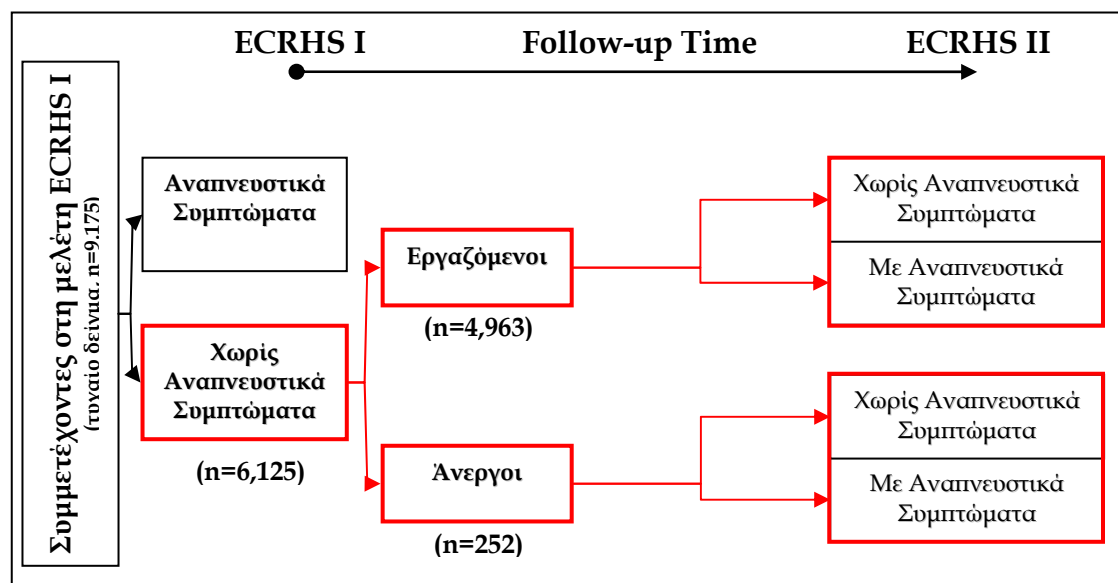 ECRHS I Follow-up Time ECRHS II
Συμμετέχοντες στη μελέτη ECRHS I
(τυχαίο δείγμα, n=9.175)
Αναπνευστικά
Συμπτώματα
Χωρίς
Αναπνευστικά
Συμπτώματα
(n=6,125)
Εργαζόμενοι
(n=4,963)
Άνεργοι
(n=252)
Χωρίς Αναπνευστικά
Συμπτώματα
Με Αναπνευστικά
Συμπτώματα
Χωρίς Αναπνευστικά
Συμπτώματα
Με Αναπνευστικά
Συμπτώματα